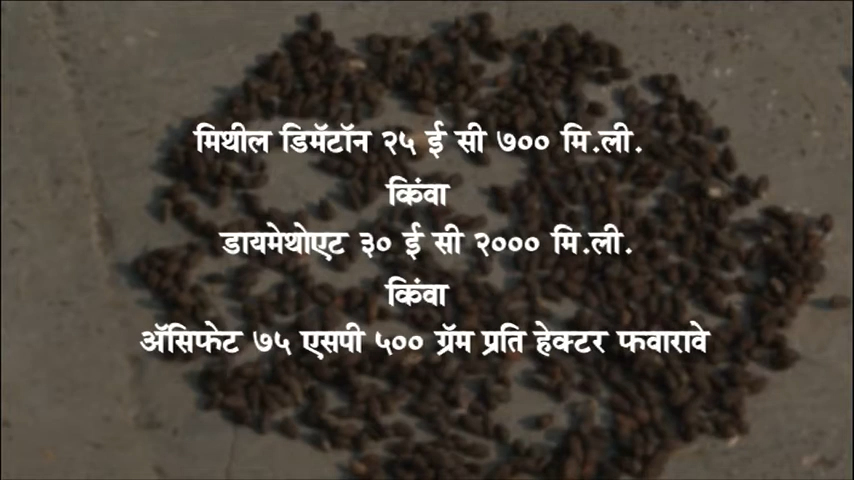 मिथील डिमॅटॉन २५ ई सी ७०० मि.ली.
किंवा
डायमेथोएट ३० ई सी २००० मि.ली.
किंवा
ॲसिफेट ७५ एसपी ५०० ग्रॅम प्रति हेक्टर फवारावे